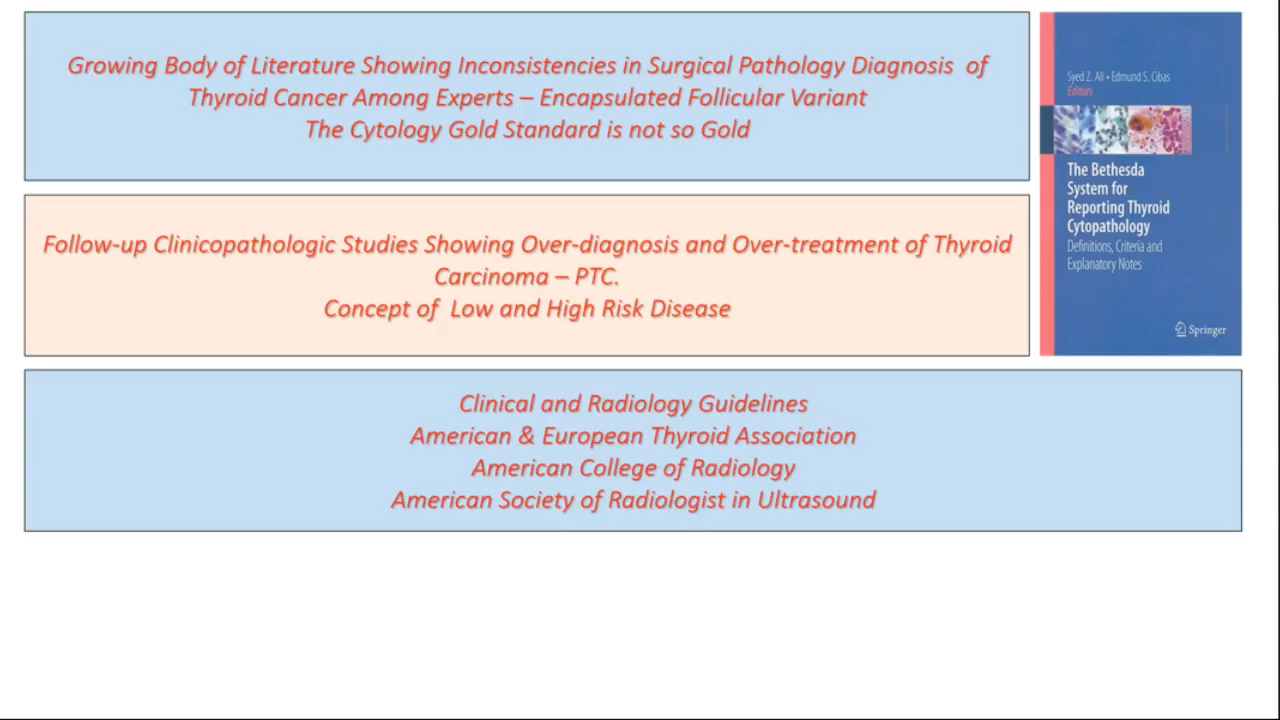 Growing Body of Literature Showing Inconsistencies in Surgical Pathology Diagnosis of
Thyroid Cancer Among Experts – Encapsulated Follicular Variant
The Cytology Gold Standard is not so Gold
Syed Z. Ali • Edmund S. Cibas
Editors
The Bethesda
System for
Reporting Thyroid
Cytopathology
Definitions, Criteria and
Explanatory Notes
Springer
Follow-up Clinicopathologic Studies Showing Over-diagnosis and Over-treatment of Thyroid
Carcinoma – PTC.
Concept of Low and High Risk Disease
Clinical and Radiology Guidelines
American & European Thyroid Association
American College of Radiology
American Society of Radiologist in Ultrasound